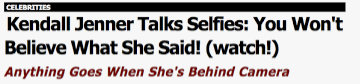 CELEBRITIES
Kendall Jenner Talks Selfies: You Won't
Believe What She Said! (watch!)
Anything Goes When She's Behind Camera